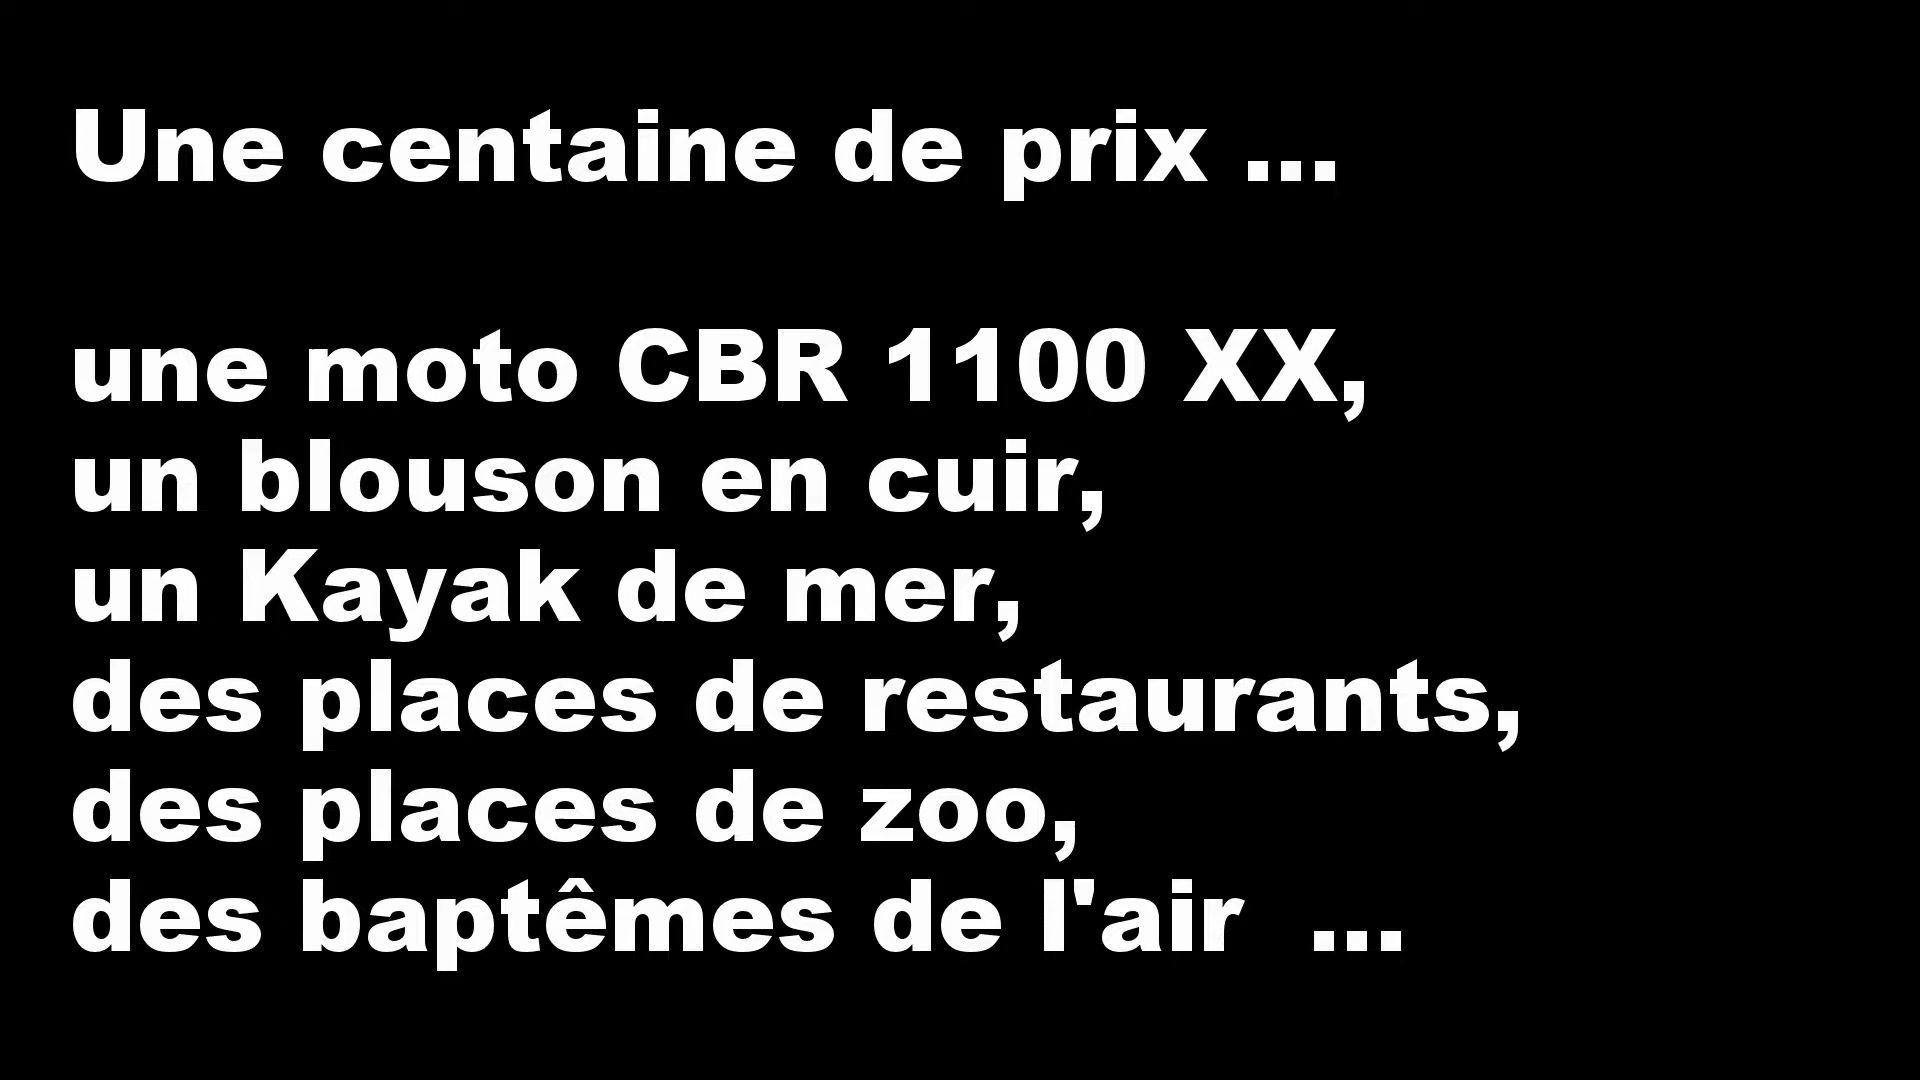 Une centaine de prix ...
une moto CBR 1100 XX,
un blouson en cuir,
un Kayak de mer,
des places de restaurants,
des places de zoo,
des baptêmes de l'air  ...